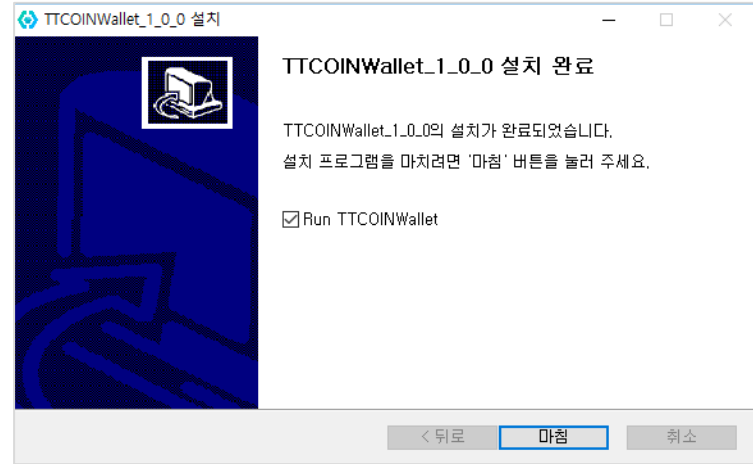 TTCOINWallet_1_0_0 설치
TTCOINWallet_1_0_0 설치 완료
TTCOINWallet_1_0_0의 설치가 완료되었습니다.
설치 프로그램을 마치려면 '마침' 버튼을 눌러 주세요.
Run TTCOINWallet
< 뒤로 마침 취소